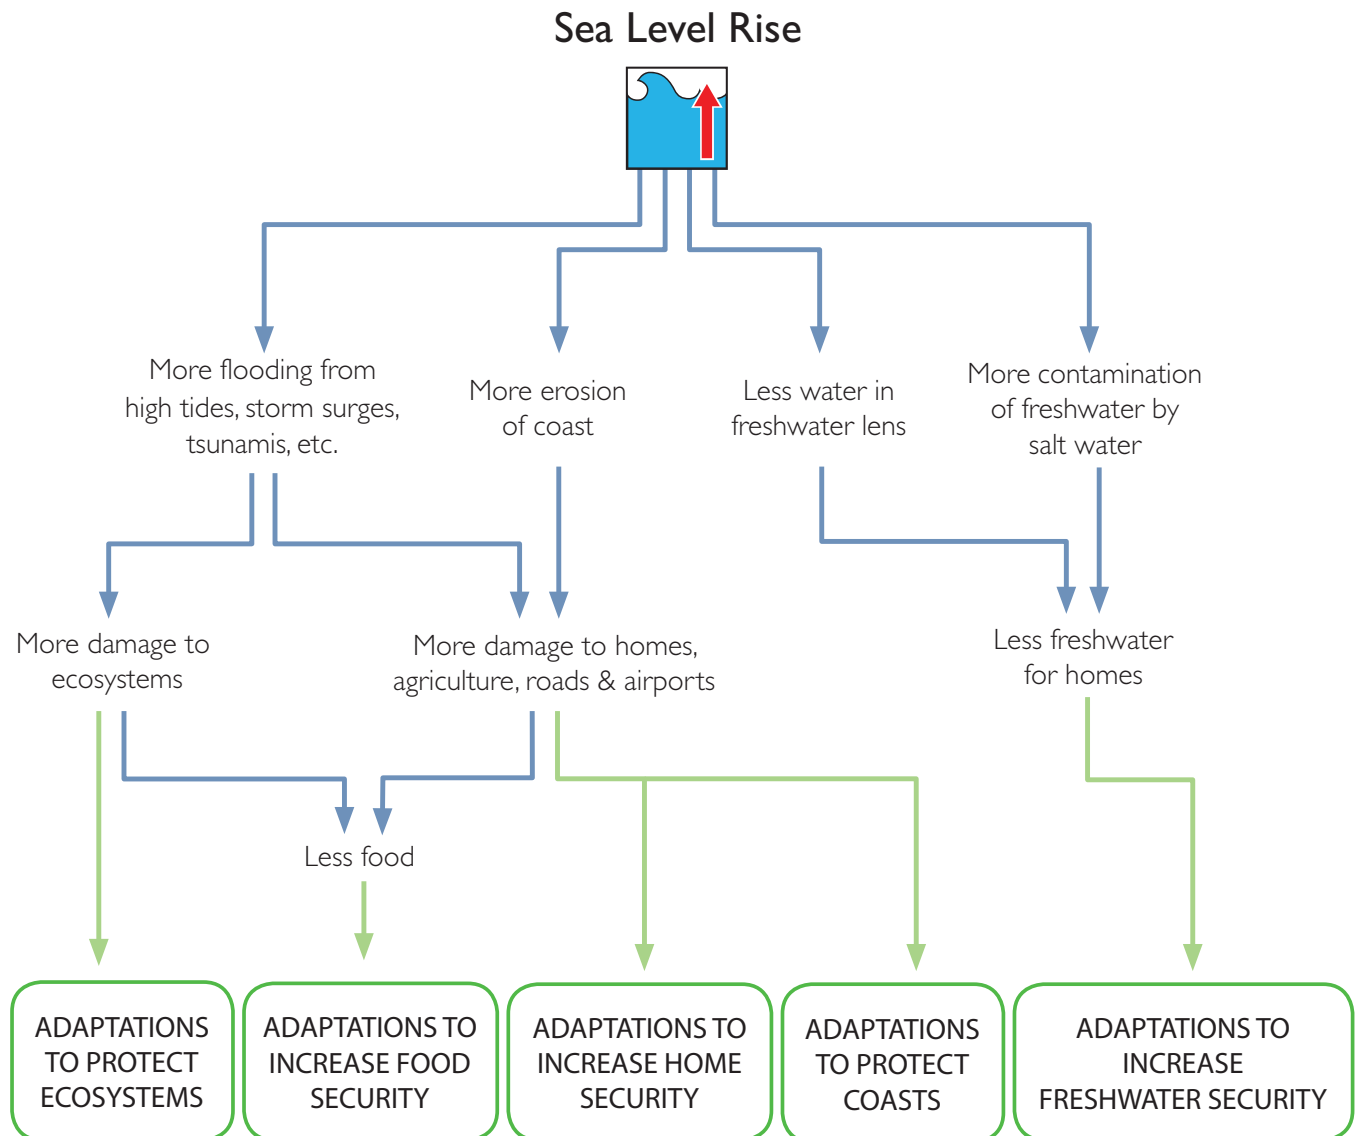 Sea Level Rise
More flooding from
high tides, storm surges,
tsunamis, etc.
More erosion
of coast
Less water in
freshwater lens
More contamination
of freshwater by
salt water
More damage to
ecosystems
More damage to homes,
agriculture, roads & airports
Less freshwater
for homes
Less food
ADAPTATIONS
TO PROTECT
ECOSYSTEMS
ADAPTATIONS TO
INCREASE FOOD
SECURITY
ADAPTATIONS TO
INCREASE HOME
SECURITY
ADAPTATIONS
TO PROTECT
COASTS
ADAPTATIONS TO
INCREASE
FRESHWATER SECURITY